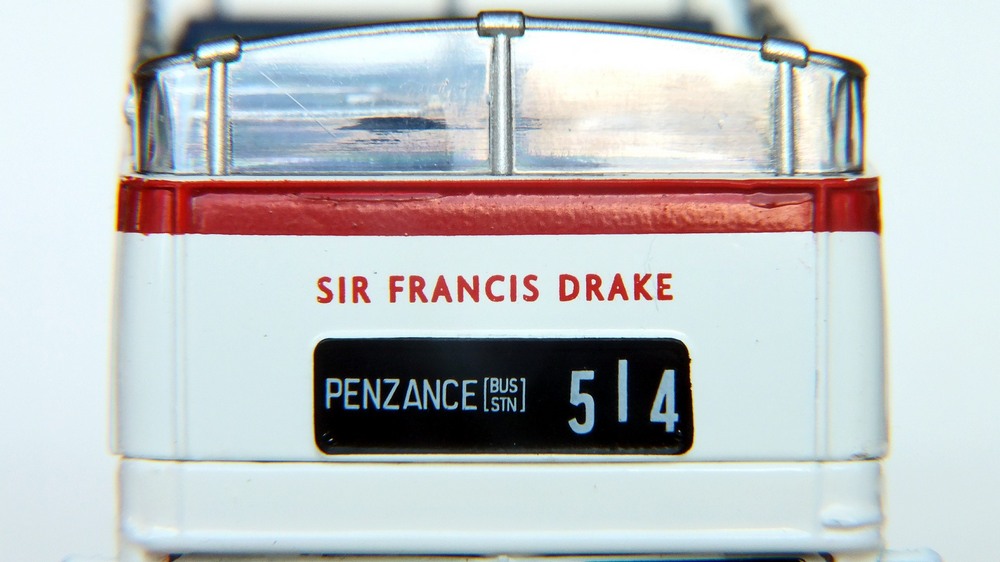 SIR FRANCIS DRAKE
PENZANCE [BUS STN] 514